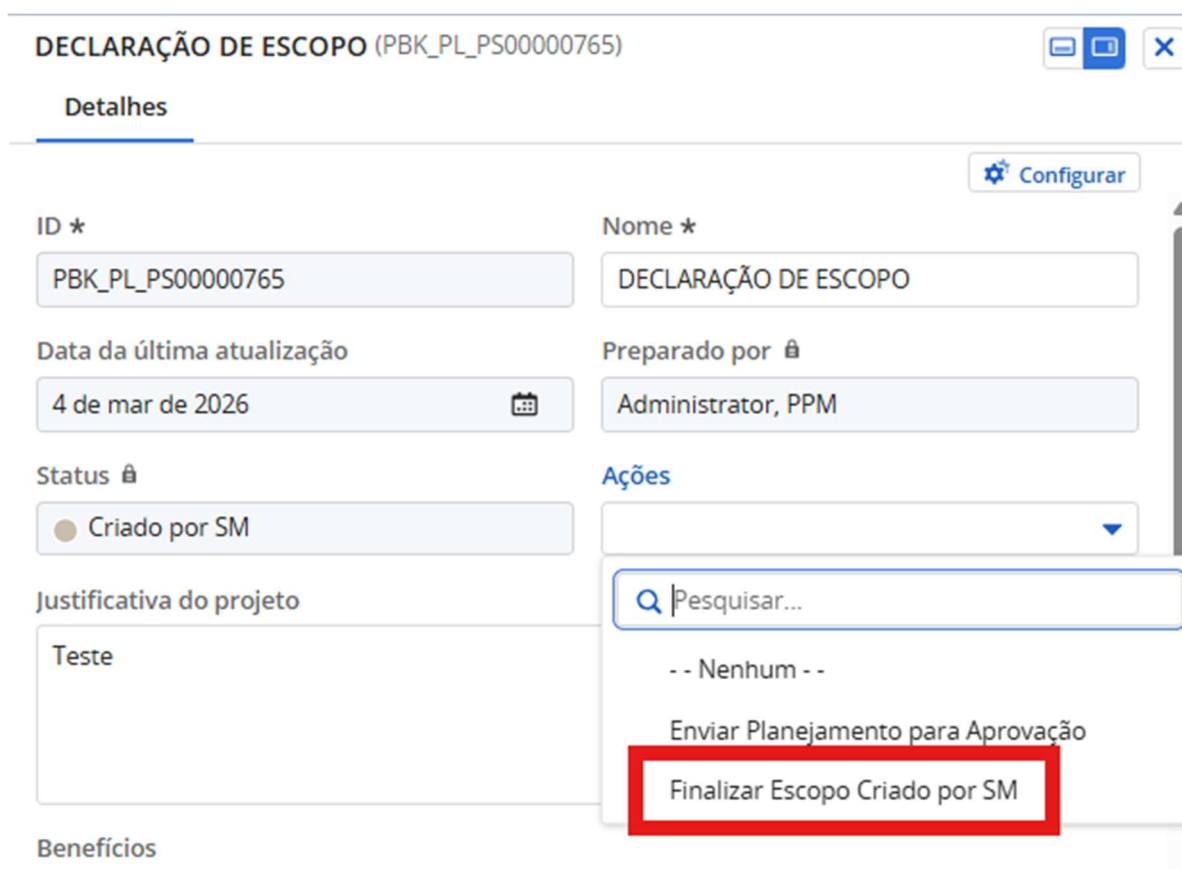 DECLARAÇÃO DE ESCOPO (PBK_PL_PS00000765)
Detalhes
Configurar
ID *
Nome *
PBK_PL_PS00000765
DECLARAÇÃO DE ESCOPO
Data da última atualização
Preparado por
4 de mar de 2026
Administrator, PPM
Status
Ações
Criado por SM
Justificativa do projeto
Pesquisar...
Teste
- - Nenhum - -
Enviar Planejamento para Aprovação
Finalizar Escopo Criado por SM
Benefícios